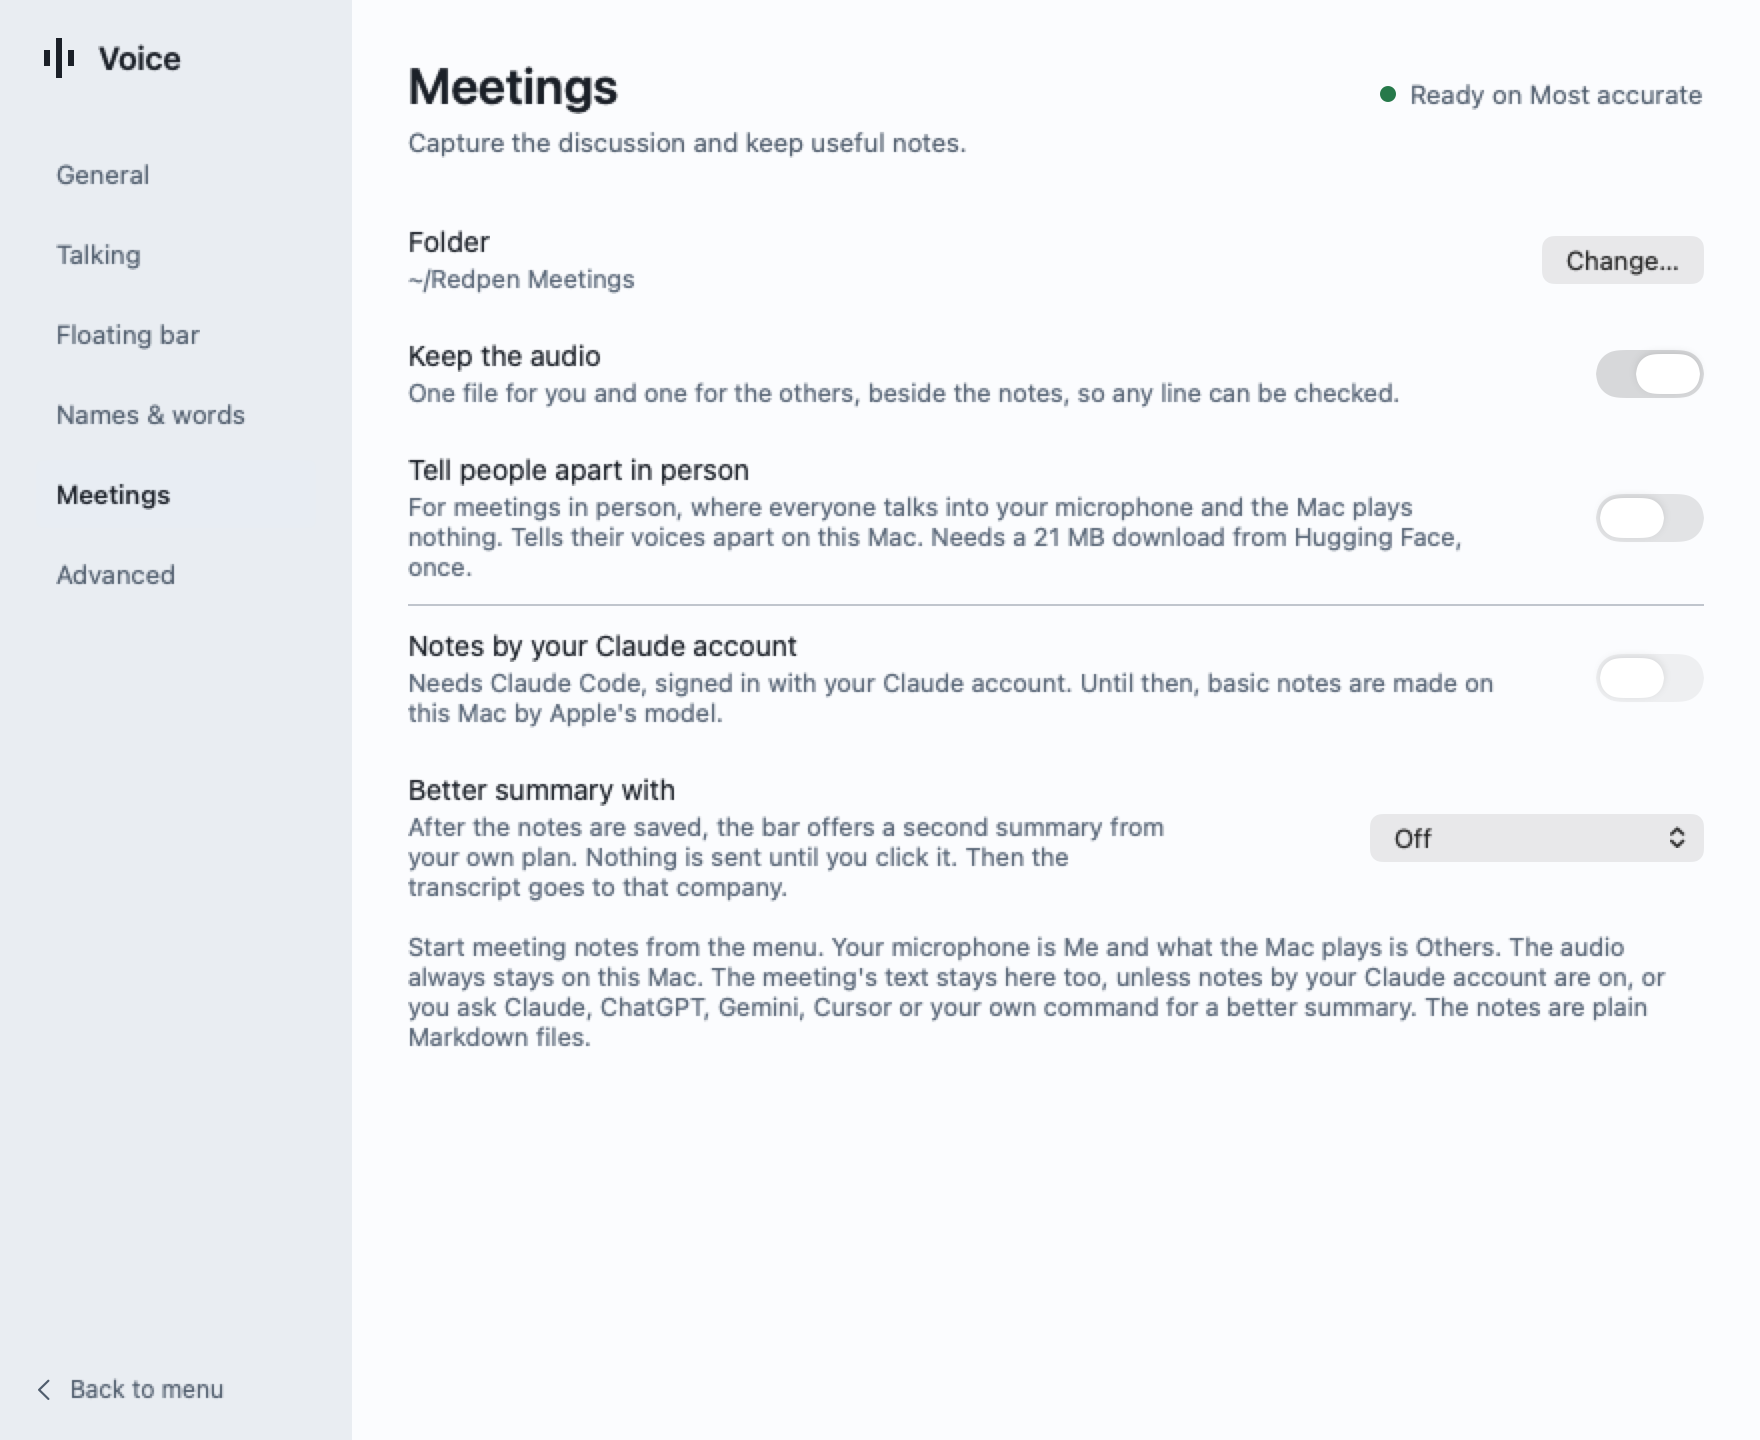 Voice
General
Talking
Floating bar
Names & words
Meetings
Advanced
Back to menu
Meetings
Ready on Most accurate
Capture the discussion and keep useful notes.
Folder
~/Redpen Meetings
Change...
Keep the audio
One file for you and one for the others, beside the notes, so any line can be checked.
Tell people apart in person
For meetings in person, where everyone talks into your microphone and the Mac plays
nothing. Tells their voices apart on this Mac. Needs a 21 MB download from Hugging Face,
once.
Notes by your Claude account
Needs Claude Code, signed in with your Claude account. Until then, basic notes are made on
this Mac by Apple's model.
Better summary with
After the notes are saved, the bar offers a second summary from
your own plan. Nothing is sent until you click it. Then the
transcript goes to that company.
Off
Start meeting notes from the menu. Your microphone is Me and what the Mac plays is Others. The audio
always stays on this Mac. The meeting's text stays here too, unless notes by your Claude account are on, or
you ask Claude, ChatGPT, Gemini, Cursor or your own command for a better summary. The notes are plain
Markdown files.